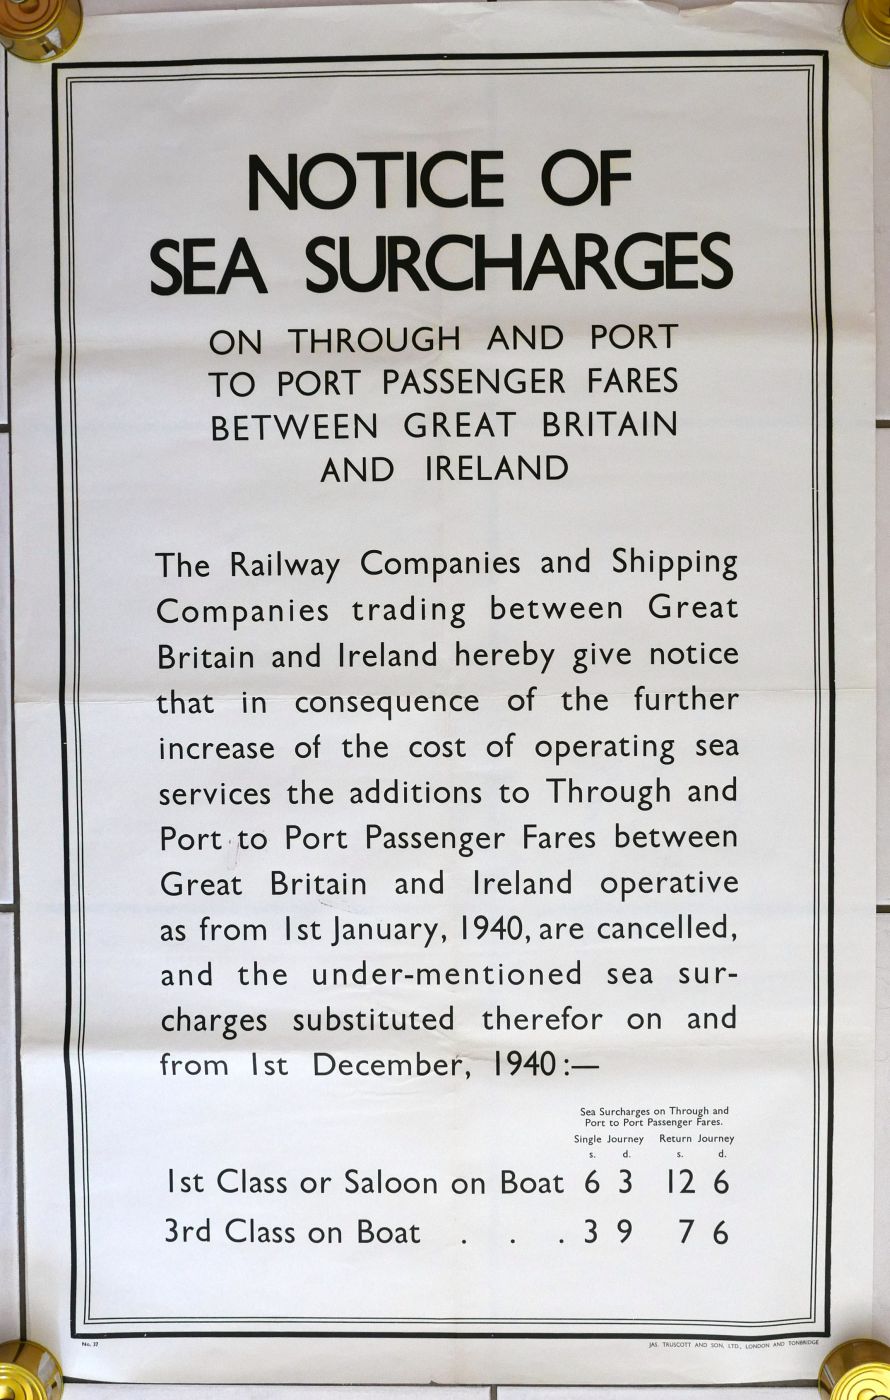 NOTICE OF
SEA SURCHARGES
ON THROUGH AND PORT
TO PORT PASSENGER FARES
BETWEEN GREAT BRITAIN
AND IRELAND
The Railway Companies and Shipping
Companies trading between Great
Britain and Ireland hereby give notice
that in consequence of the further
increase of the cost of operating sea
services the additions to Through and
Port to Port Passenger Fares between
Great Britain and Ireland operative
as from 1st January, 1940, are cancelled,
and the under-mentioned sea sur-
charges substituted therefor on and
from 1st December, 1940:—
Sea Surcharges on Through and
Port to Port Passenger Fares.
Single Journey Return Journey
s. d. s. d.
1st Class or Saloon on Boat 6 3 12 6
3rd Class on Boat . . . 3 9 7 6
No. 37 JAS. TRUSCOTT AND SON, LTD., LONDON AND TONBRIDGE